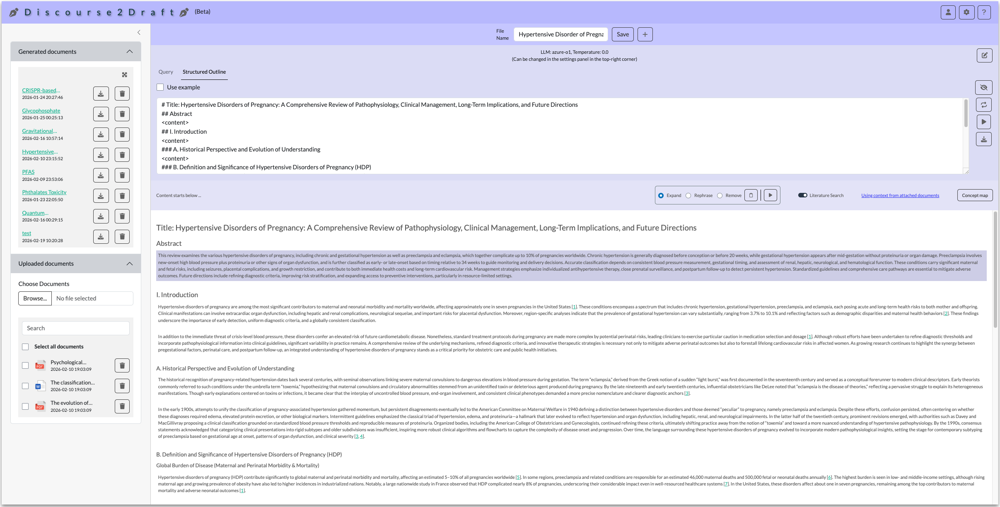 Discourse2Draft (Beta)
?
File
Name
Hypertensive Disorder of Pregna
Save
Generated documents
LLM: azure-o1, Temperature: 0.0
(Can be changed in the settings panel in the top-right corner)
Query
Structured Outline
Use example
CRISPR-based...
2026-01-24 20:27:46
Glycophosphate
2026-01-25 00:25:13
Gravitational...
2026-02-16 10:57:14
Hypertensive...
2026-02-10 23:15:52
PFAS
2026-02-09 23:53:06
Phthalates Toxicity
2026-01-23 22:05:50
Quantum...
2026-02-16 00:29:15
test
2026-02-19 10:20:28
Uploaded documents
Choose Documents
Browse... No file selected
Search
Select all documents
Psychological...
2026-02-10 19:03:09
The classification...
2026-02-10 19:03:09
The evolution of...
2026-02-10 19:03:09
# Title: Hypertensive Disorders of Pregnancy: A Comprehensive Review of Pathophysiology, Clinical Management, Long-Term Implications, and Future Directions
## Abstract
<content>
## I. Introduction
<content>
### A. Historical Perspective and Evolution of Understanding
<content>
### B. Definition and Significance of Hypertensive Disorders of Pregnancy (HDP)
Content starts below ...
Expand Rephrase Remove
Literature Search
Using context from attached documents
Concept map
Title: Hypertensive Disorders of Pregnancy: A Comprehensive Review of Pathophysiology, Clinical Management, Long-Term Implications, and Future Directions
Abstract
This review examines the various hypertensive disorders of pregnancy, including chronic and gestational hypertension as well as preeclampsia and eclampsia, which together complicate up to 10% of pregnancies worldwide. Chronic hypertension is generally diagnosed before conception or before 20 weeks, while gestational hypertension appears after mid-gestation without proteinuria or organ damage. Preeclampsia involves
new-onset high blood pressure plus proteinuria or other signs of organ dysfunction, and is further classified as early- or late-onset based on timing relative to 34 weeks to guide monitoring and delivery decisions. Accurate classification depends on consistent blood pressure measurement, gestational timing, and assessment of renal, hepatic, neurological, and hematological function. These conditions carry significant maternal
and fetal risks, including seizures, placental complications, and growth restriction, and contribute to both immediate health costs and long-term cardiovascular risk. Management strategies emphasize individualized antihypertensive therapy, close prenatal surveillance, and postpartum follow-up to detect persistent hypertension. Standardized guidelines and comprehensive care pathways are essential to mitigate adverse
outcomes. Future directions include refining diagnostic criteria, improving risk stratification, and expanding access to preventive interventions, particularly in resource-limited settings.
I. Introduction
Hypertensive disorders of pregnancy are among the most significant contributors to maternal and neonatal morbidity and mortality worldwide, affecting approximately one in seven pregnancies in the United States [1]. These conditions encompass a spectrum that includes chronic hypertension, gestational hypertension, preeclampsia, and eclampsia, each posing acute and long-term health risks to both mother and offspring.
Clinical manifestations can involve extracardiac organ dysfunction, including hepatic and renal complications, neurological sequelae, and important risks for placental dysfunction. Moreover, region-specific analyses indicate that the prevalence of gestational hypertension can vary substantially, ranging from 3.7% to 10.1% and reflecting factors such as demographic disparities and maternal health behaviors [2]. These findings
underscore the importance of early detection, uniform diagnostic criteria, and a globally consistent classification.
In addition to the immediate threat of crisis-level blood pressure, these disorders confer an elevated risk of future cardiometabolic disease. Nonetheless, standard treatment protocols during pregnancy are made more complex by potential perinatal risks, leading clinicians to exercise particular caution in medication selection and dosage [1]. Although robust efforts have been undertaken to refine diagnostic thresholds and
incorporate pathophysiological information into clinical guidelines, significant variability in practice remains. A comprehensive review of the underlying mechanisms, refined diagnostic criteria, and innovative therapeutic strategies is necessary not only to mitigate adverse perinatal outcomes but also to forestall lifelong cardiovascular risks in affected women. As growing research continues to highlight the synergy between
pregestational factors, perinatal care, and postpartum follow-up, an integrated understanding of hypertensive disorders of pregnancy stands as a critical priority for obstetric care and public health initiatives.
A. Historical Perspective and Evolution of Understanding
The historical recognition of pregnancy-related hypertension dates back several centuries, with seminal observations linking severe maternal convulsions to dangerous elevations in blood pressure during gestation. The term “eclampsia,” derived from the Greek notion of a sudden “light burst,” was first documented in the seventeenth century and served as a conceptual forerunner to modern clinical descriptors. Early theorists
commonly referred to such conditions under the umbrella term “toxemia,” hypothesizing that maternal convulsions and circulatory abnormalities stemmed from an unidentified toxin or deleterious agent produced during pregnancy. By the late nineteenth and early twentieth centuries, influential obstetricians like DeLee noted that “eclampsia is the disease of theories,” reflecting a pervasive struggle to explain its heterogeneous
manifestations. Though early explanations centered on toxins or infections, it became clear that the interplay of uncontrolled blood pressure, end-organ involvement, and consistent clinical phenotypes demanded a more precise nomenclature and clearer diagnostic anchors [3].
In the early 1900s, attempts to unify the classification of pregnancy-associated hypertension gathered momentum, but persistent disagreements eventually led to the American Committee on Maternal Welfare in 1940 defining a distinction between hypertensive disorders and those deemed “peculiar” to pregnancy, namely preeclampsia and eclampsia. Despite these efforts, confusion persisted, often centering on whether
these diagnoses required edema, elevated protein excretion, or other biological markers. Intermittent guidelines emphasized the classical triad of hypertension, edema, and proteinuria—a hallmark that later evolved to reflect hypertension and organ dysfunction, including hepatic, renal, and neurological impairments. In the latter half of the twentieth century, prominent revisions emerged, with authorities such as Davey and
MacGillivray proposing a clinical classification grounded on standardized blood pressure thresholds and reproducible measures of proteinuria. Organized bodies, including the American College of Obstetricians and Gynecologists, continued refining these criteria, ultimately shifting practice away from the notion of “toxemia” and toward a more nuanced understanding of hypertensive pathophysiology. By the 1990s, consensus
statements acknowledged that categorizing clinical presentations into rigid subtypes and older subdivisions was insufficient, inspiring more robust clinical algorithms and flowcharts to capture the complexity of disease onset and progression. Over time, the language surrounding these hypertensive disorders of pregnancy evolved to incorporate modern pathophysiological insights, setting the stage for contemporary subtyping
of preeclampsia based on gestational age at onset, patterns of organ dysfunction, and clinical severity [3, 4].
B. Definition and Significance of Hypertensive Disorders of Pregnancy (HDP)
Global Burden of Disease (Maternal and Perinatal Morbidity & Mortality)
Hypertensive disorders of pregnancy (HDP) contribute significantly to global maternal and perinatal morbidity and mortality, affecting an estimated 5–10% of all pregnancies worldwide [5]. In some regions, preeclampsia and related conditions are responsible for an estimated 46,000 maternal deaths and 500,000 fetal or neonatal deaths annually [6]. The highest burden is seen in low- and middle-income settings, although rising
maternal age and growing prevalence of obesity have also led to higher incidences in industrialized nations. Notably, a large nationwide study in France observed that HDP complicated nearly 8% of pregnancies, underscoring their considerable impact even in well-resourced healthcare systems [7]. In the United States, these disorders affect about one in seven pregnancies, remaining among the top contributors to maternal
mortality and adverse neonatal outcomes [1].